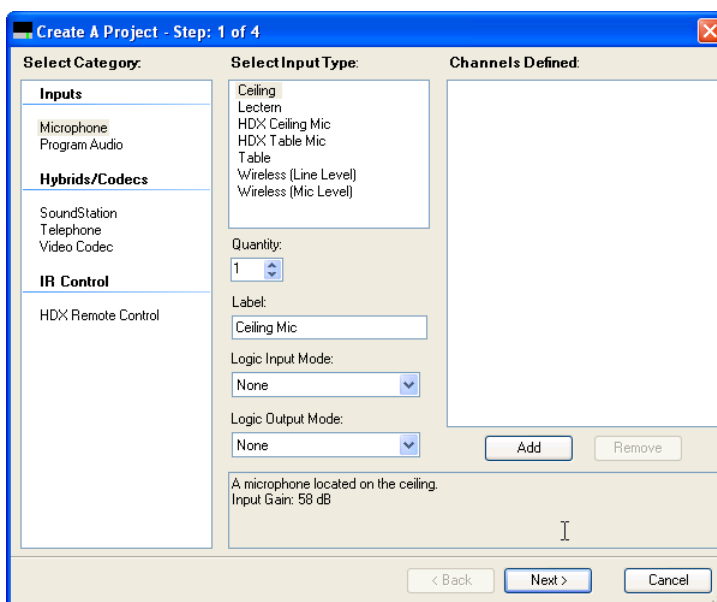 Create A Project - Step: 1 of 4
Select Category:
Inputs
Microphone
Program Audio
Hybrids/Codecs
SoundStation
Telephone
Video Codec
IR Control
HDX Remote Control
Select Input Type:
Ceiling
Lectern
HDX Ceiling Mic
HDX Table Mic
Table
Wireless (Line Level)
Wireless (Mic Level)
Quantity:
1
Label:
Ceiling Mic
Logic Input Mode:
None
Logic Output Mode:
None
Channels Defined:
Add
Remove
A microphone located on the ceiling.
Input Gain: 58 dB
< Back
Next >
Cancel